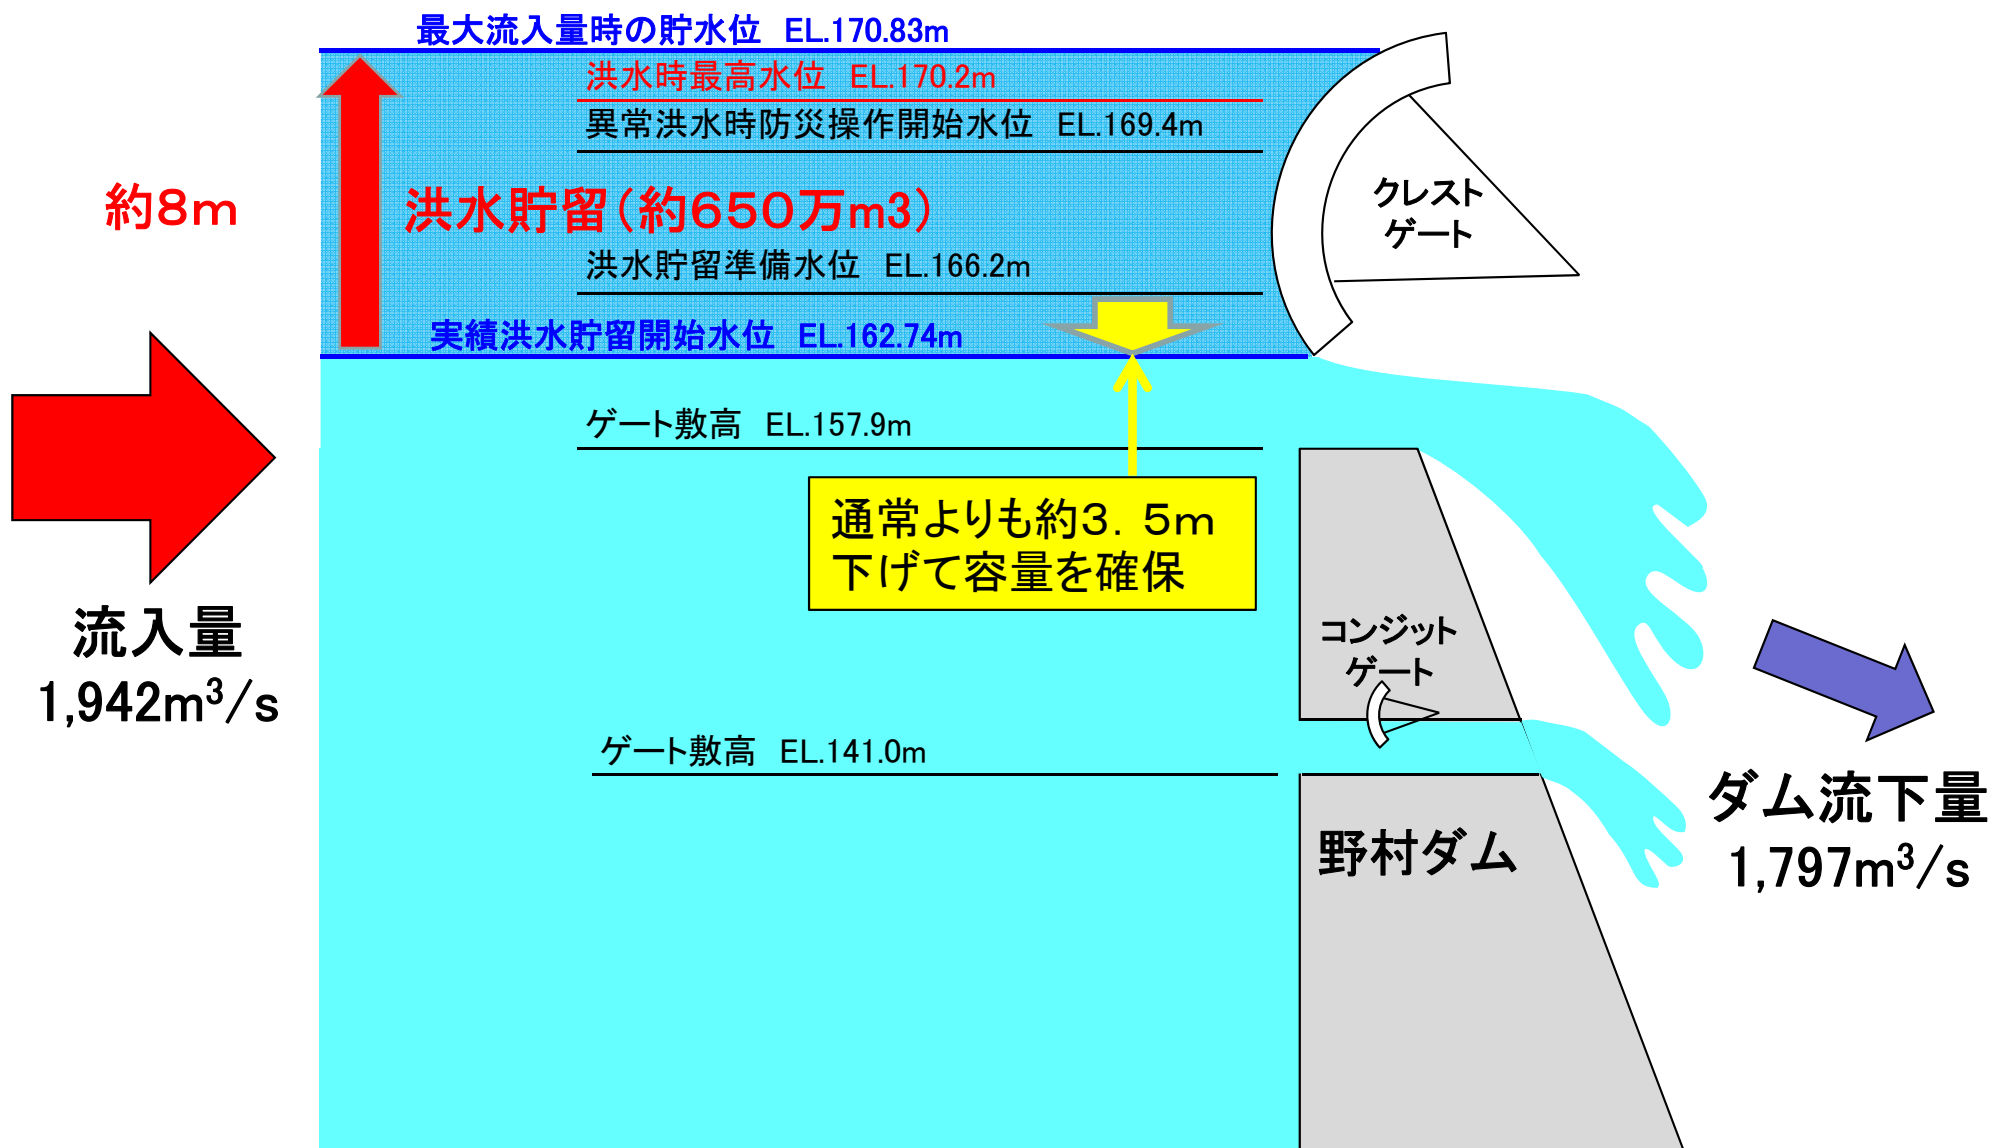 最大流入量時の貯水位 EL.170.83m
洪水時最高水位 EL.170.2m
異常洪水時防災操作開始水位 EL.169.4m
約8m
洪水貯留(約650万m3)
クレスト
ゲート
洪水貯留準備水位 EL.166.2m
実績洪水貯留開始水位 EL.162.74m
ゲート敷高 EL.157.9m
通常よりも約3.5m
下げて容量を確保
流入量
1,942m³/s
コンジット
ゲート
ゲート敷高 EL.141.0m
野村ダム
ダム流下量
1,797m³/s